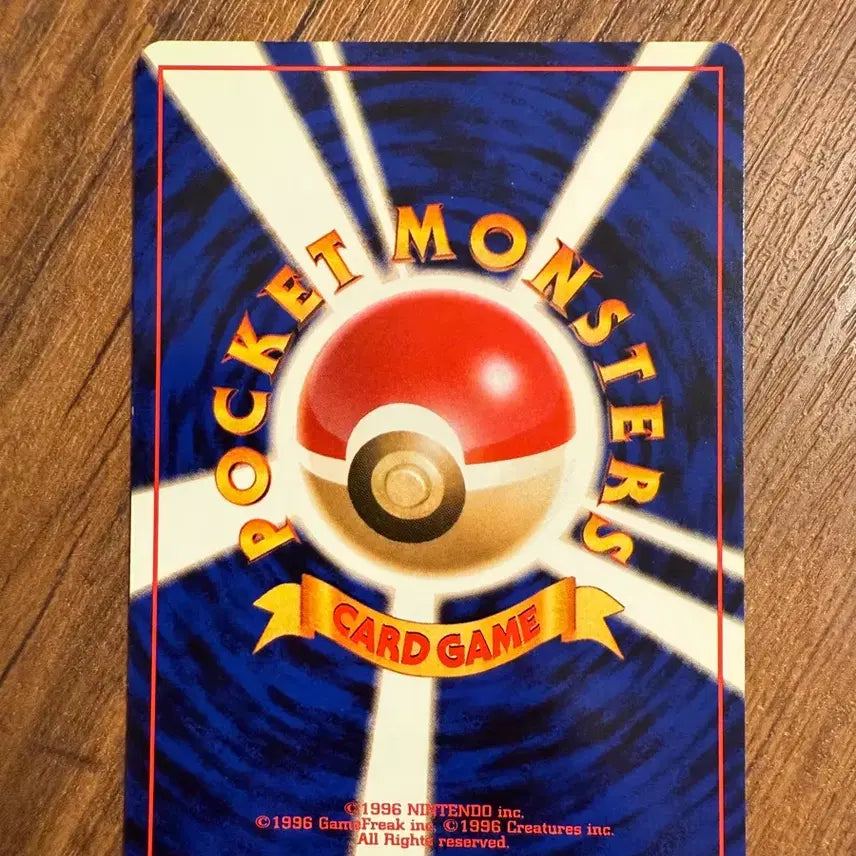 POCKET MONSTERS
CARD GAME
©1996 NINTENDO inc.
©1996 GameFreak inc. ©1996 Creatures inc.
All Rights reserved.